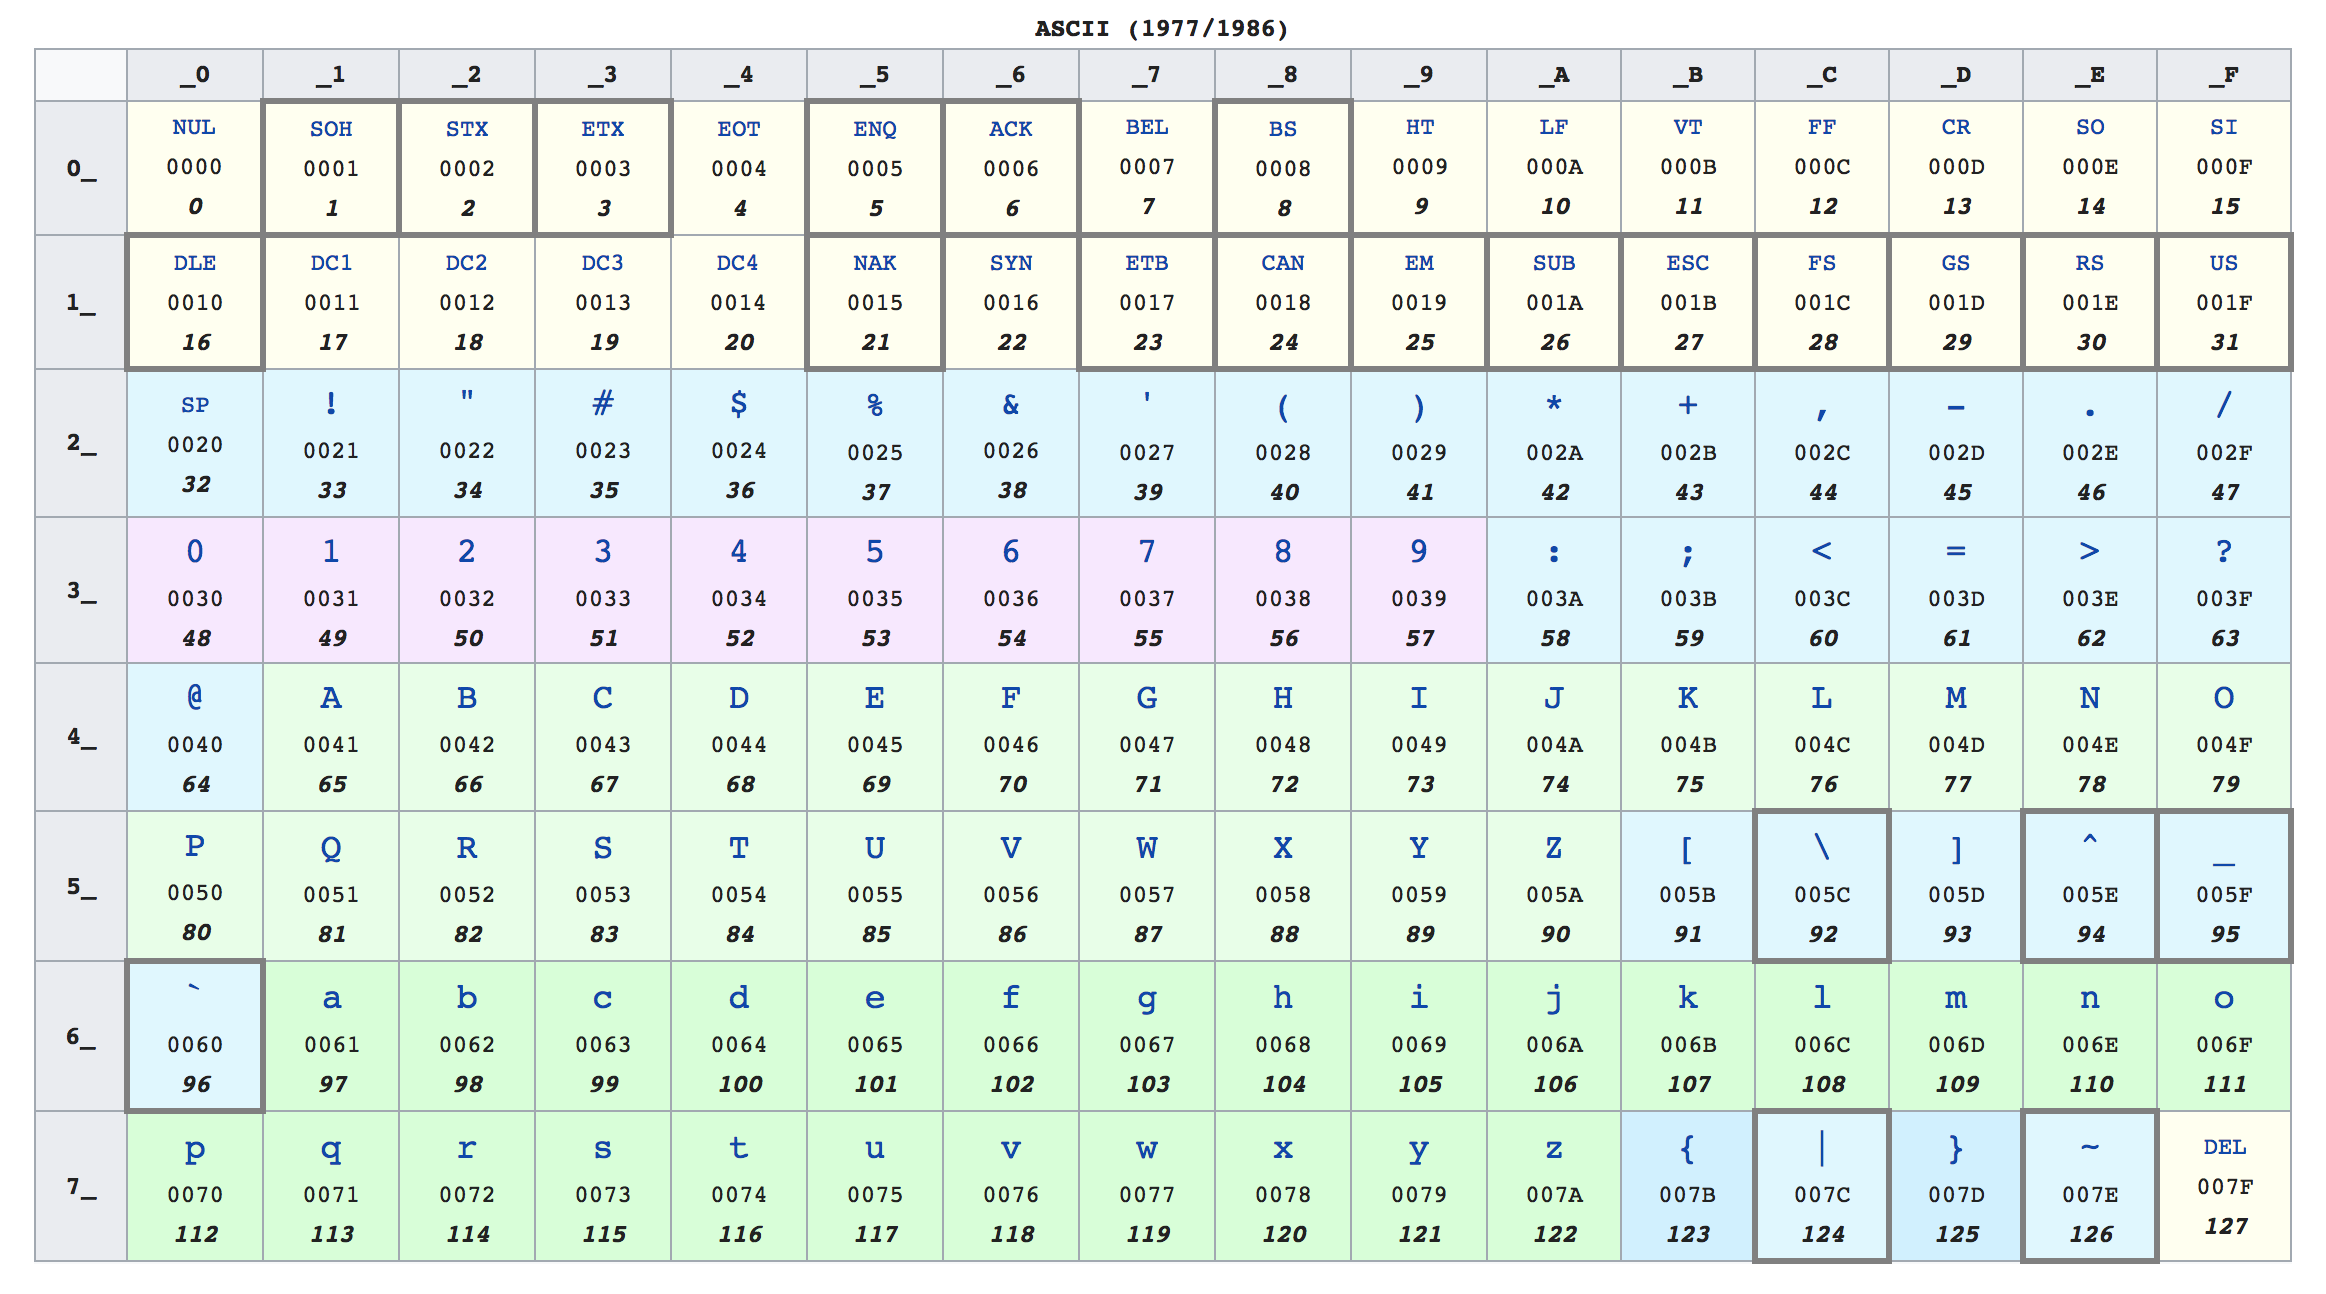 ASCII (1977/1986)
_0 _1 _2 _3 _4 _5 _6 _7 _8 _9 _A _B _C _D _E _F
0_
NUL SOH STX ETX EOT ENQ ACK BEL BS HT LF VT FF CR SO SI
0000 0001 0002 0003 0004 0005 0006 0007 0008 0009 000A 000B 000C 000D 000E 000F
0 1 2 3 4 5 6 7 8 9 10 11 12 13 14 15
1_
DLE DC1 DC2 DC3 DC4 NAK SYN ETB CAN EM SUB ESC FS GS RS US
0010 0011 0012 0013 0014 0015 0016 0017 0018 0019 001A 001B 001C 001D 001E 001F
16 17 18 19 20 21 22 23 24 25 26 27 28 29 30 31
2_
SP ! " # $ % & ' ( ) * + , - . /
0020 0021 0022 0023 0024 0025 0026 0027 0028 0029 002A 002B 002C 002D 002E 002F
32 33 34 35 36 37 38 39 40 41 42 43 44 45 46 47
3_
0 1 2 3 4 5 6 7 8 9 : ; < = > ?
0030 0031 0032 0033 0034 0035 0036 0037 0038 0039 003A 003B 003C 003D 003E 003F
48 49 50 51 52 53 54 55 56 57 58 59 60 61 62 63
4_
@ A B C D E F G H I J K L M N O
0040 0041 0042 0043 0044 0045 0046 0047 0048 0049 004A 004B 004C 004D 004E 004F
64 65 66 67 68 69 70 71 72 73 74 75 76 77 78 79
5_
P Q R S T U V W X Y Z [ \ ] ^ _
0050 0051 0052 0053 0054 0055 0056 0057 0058 0059 005A 005B 005C 005D 005E 005F
80 81 82 83 84 85 86 87 88 89 90 91 92 93 94 95
6_
` a b c d e f g h i j k l m n o
0060 0061 0062 0063 0064 0065 0066 0067 0068 0069 006A 006B 006C 006D 006E 006F
96 97 98 99 100 101 102 103 104 105 106 107 108 109 110 111
7_
p q r s t u v w x y z { | } ~ DEL
0070 0071 0072 0073 0074 0075 0076 0077 0078 0079 007A 007B 007C 007D 007E 007F
112 113 114 115 116 117 118 119 120 121 122 123 124 125 126 127